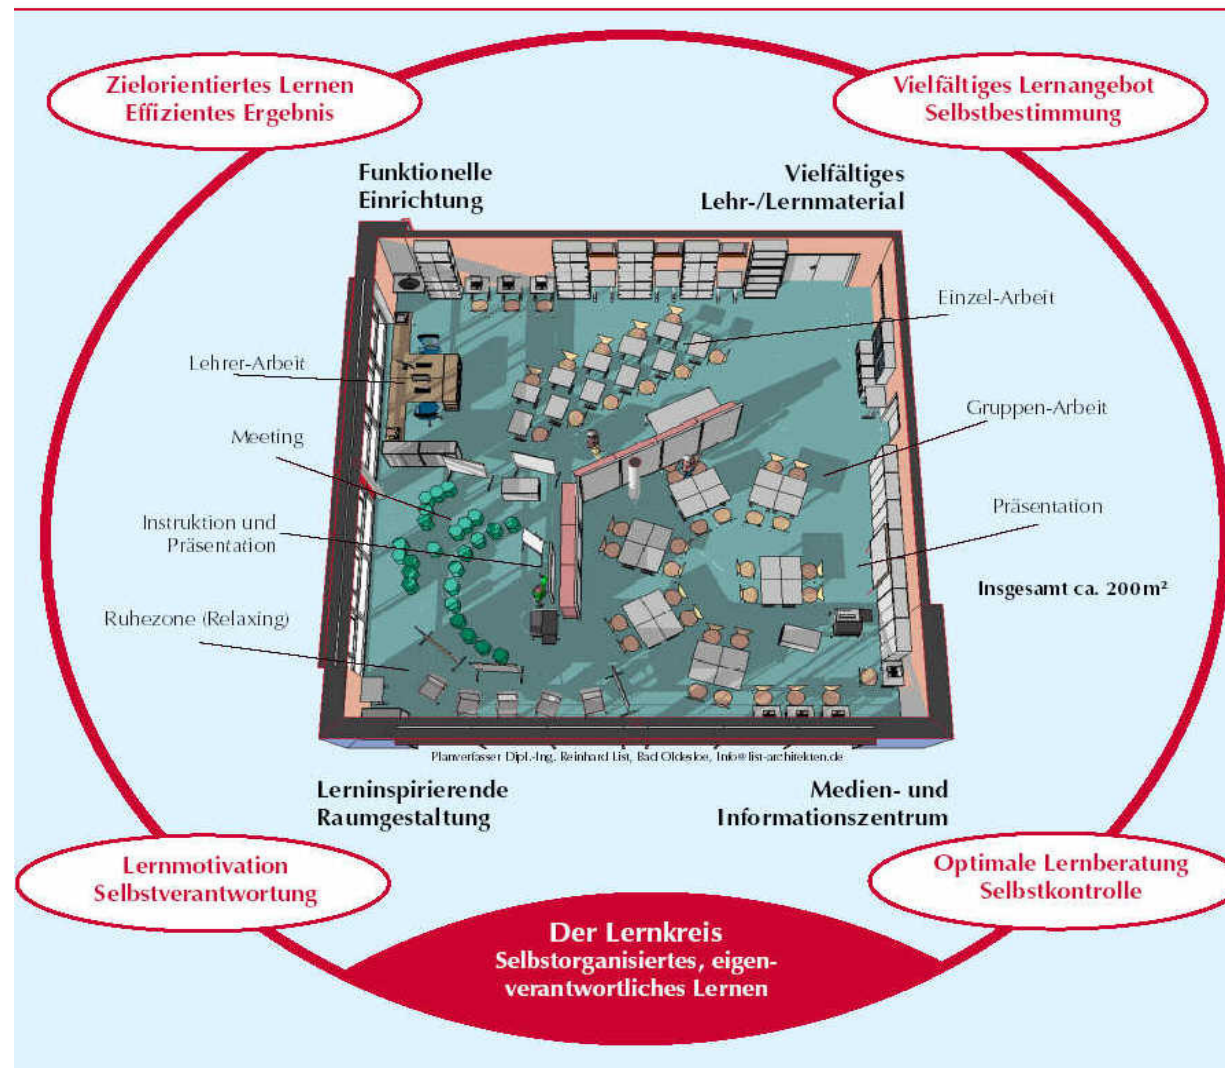 Zielorientiertes Lernen
Effizientes Ergebnis
Vielfältiges Lernangebot
Selbstbestimmung
Funktionelle
Einrichtung
Vielfältiges
Lehr-/Lernmaterial
Lehrer-Arbeit
Meeting
Instruktion und
Präsentation
Ruhezone (Relaxing)
Einzel-Arbeit
Gruppen-Arbeit
Präsentation
Insgesamt ca. 200 m²
Planverfasser Dipl.-Ing. Reinhard List, Bad Oldesloe, Info@list-architekten.de
Lerninspirierende
Raumgestaltung
Medien- und
Informationszentrum
Lernmotivation
Selbstverantwortung
Optimale Lernberatung
Selbstkontrolle
Der Lernkreis
Selbstorganisiertes, eigen-
verantwortliches Lernen